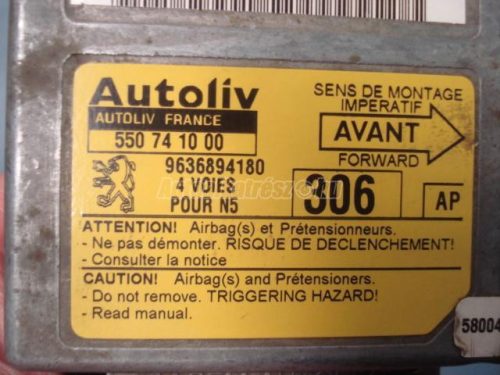 Autoliv
AUTOLIV FRANCE
550 74 10 00
9636894180
4 VOIES
POUR N5
SENS DE MONTAGE
IMPERATIF
AVANT
FORWARD
306
AP
ATTENTION! Airbag(s) et Prétensionneurs.
- Ne pas démonter. RISQUE DE DECLENCHEMENT!
- Consulter la notice
CAUTION! Airbag(s) and Pretensioners.
- Do not remove. TRIGGERING HAZARD!
- Read manual.
58004